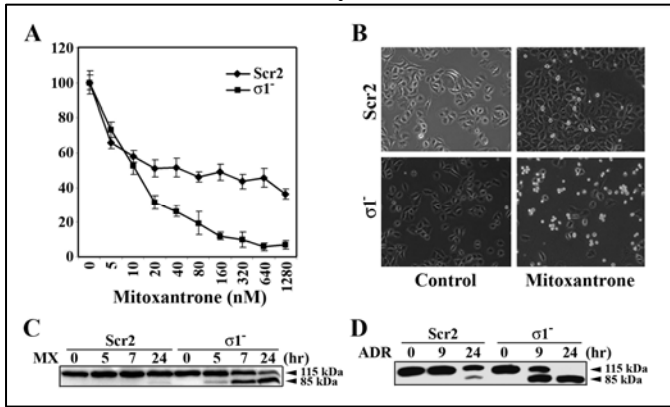 A
120
100
80
60
40
20
0
Scr2
σ1-
0 5 10 20 40 80 160 320 640 1280
Mitoxantrone (nM)
B
Scr2
σ1-
Control Mitoxantrone
C
Scr2 σ1-
MX 0 5 7 24 0 5 7 24 (hr)
115 kDa
85 kDa
D
Scr2 σ1-
ADR 0 9 24 0 9 24 (hr)
115 kDa
85 kDa